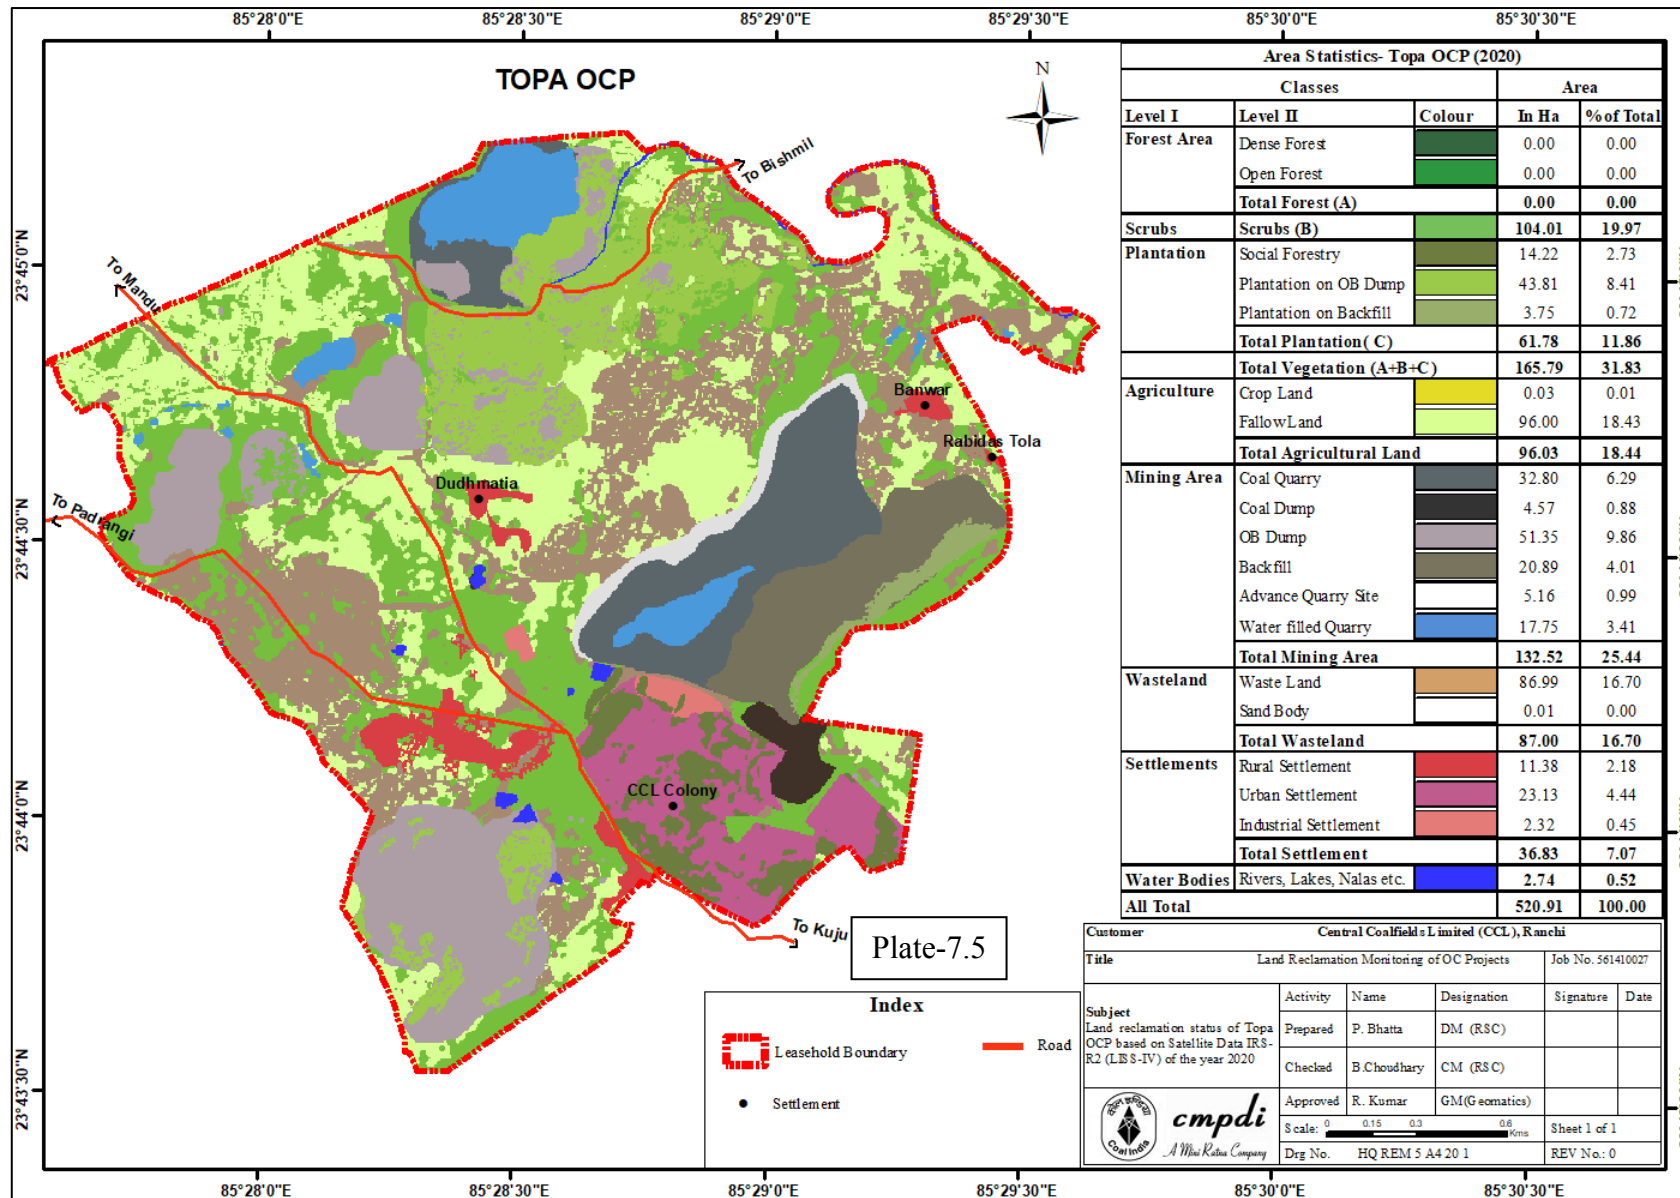 85°28'0"E 85°28'30"E 85°29'0"E 85°29'30"E 85°30'0"E 85°30'30"E
TOPA OCP
N
To Bishmil
To Mandu
To Padrangi
Banwar
Rabidas Tola
Dudhmatia
CCL Colony
To Kuju
23°45'0"N
23°44'30"N
23°44'0"N
23°43'30"N
Plate-7.5
Area Statistics- Topa OCP (2020)
Classes Area
Level I Level II Colour In Ha % of Total
Forest Area Dense Forest 0.00 0.00
Open Forest 0.00 0.00
Total Forest (A) 0.00 0.00
Scrubs Scrubs (B) 104.01 19.97
Plantation Social Forestry 14.22 2.73
Plantation on OB Dump 43.81 8.41
Plantation on Backfill 3.75 0.72
Total Plantation( C) 61.78 11.86
Total Vegetation (A+B+C) 165.79 31.83
Agriculture Crop Land 0.03 0.01
Fallow Land 96.00 18.43
Total Agricultural Land 96.03 18.44
Mining Area Coal Quarry 32.80 6.29
Coal Dump 4.57 0.88
OB Dump 51.35 9.86
Backfill 20.89 4.01
Advance Quarry Site 5.16 0.99
Water filled Quarry 17.75 3.41
Total Mining Area 132.52 25.44
Wasteland Waste Land 86.99 16.70
Sand Body 0.01 0.00
Total Wasteland 87.00 16.70
Settlements Rural Settlement 11.38 2.18
Urban Settlement 23.13 4.44
Industrial Settlement 2.32 0.45
Total Settlement 36.83 7.07
Water Bodies Rivers, Lakes, Nalas etc. 2.74 0.52
All Total 520.91 100.00
Index
Leasehold Boundary
Road
Settlement
Customer Central Coalfields Limited (CCL), Ranchi
Title Land Reclamation Monitoring of OC Projects Job No. 561410027
Subject
Land reclamation status of Topa
OCP based on Satellite Data IRS-
R2 (LISS-IV) of the year 2020
Activity Name Designation Signature Date
Prepared P. Bhatta DM (RSC)
Checked B.Choudhary CM (RSC)
Approved R. Kumar GM(Geomatics)
Scale: 0 0.15 0.3 0.6 Kms Sheet 1 of 1
Drg No. HQ REM 5 A4 20 1 REV No.: 0
कोल इण्डिया
Coal India
cmpdi
A Mini Ratna Company
85°28'0"E 85°28'30"E 85°29'0"E 85°29'30"E 85°30'0"E 85°30'30"E